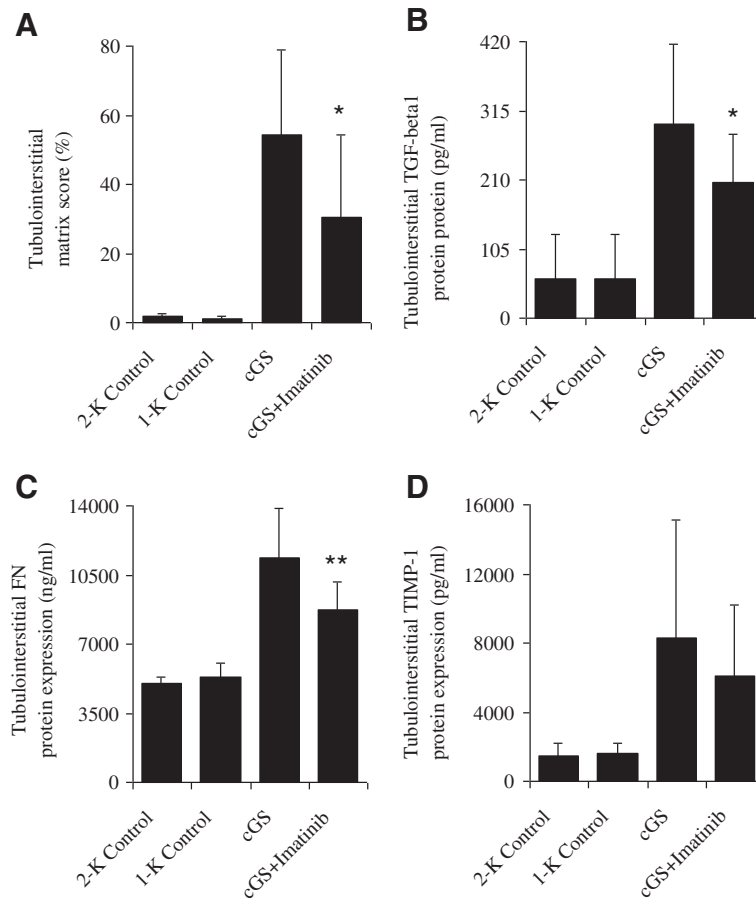 A
Tubulointerstitial
matrix score (%)
80
60
40
20
0
*
2-K Control
1-K Control
cGS
cGS+Imatinib
B
Tubulointerstitial TGF-beta1
protein protein (pg/ml)
420
315
210
105
0
*
2-K Control
1-K Control
cGS
cGS+Imatinib
C
Tubulointerstitial FN
protein expression (ng/ml)
14000
10500
7000
3500
0
**
2-K Control
1-K Control
cGS
cGS+Imatinib
D
Tubulointerstitial TIMP-1
protein expression (pg/ml)
16000
12000
8000
4000
0
2-K Control
1-K Control
cGS
cGS+Imatinib